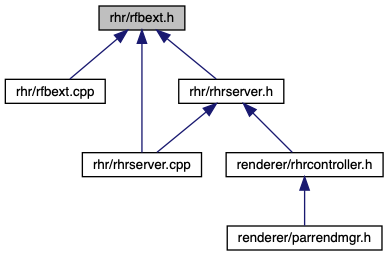 rhr/rfbext.h
rhr/rfbext.cpp
rhr/rhrserver.h
rhr/rhrserver.cpp
renderer/rhrcontroller.h
renderer/parrendmgr.h